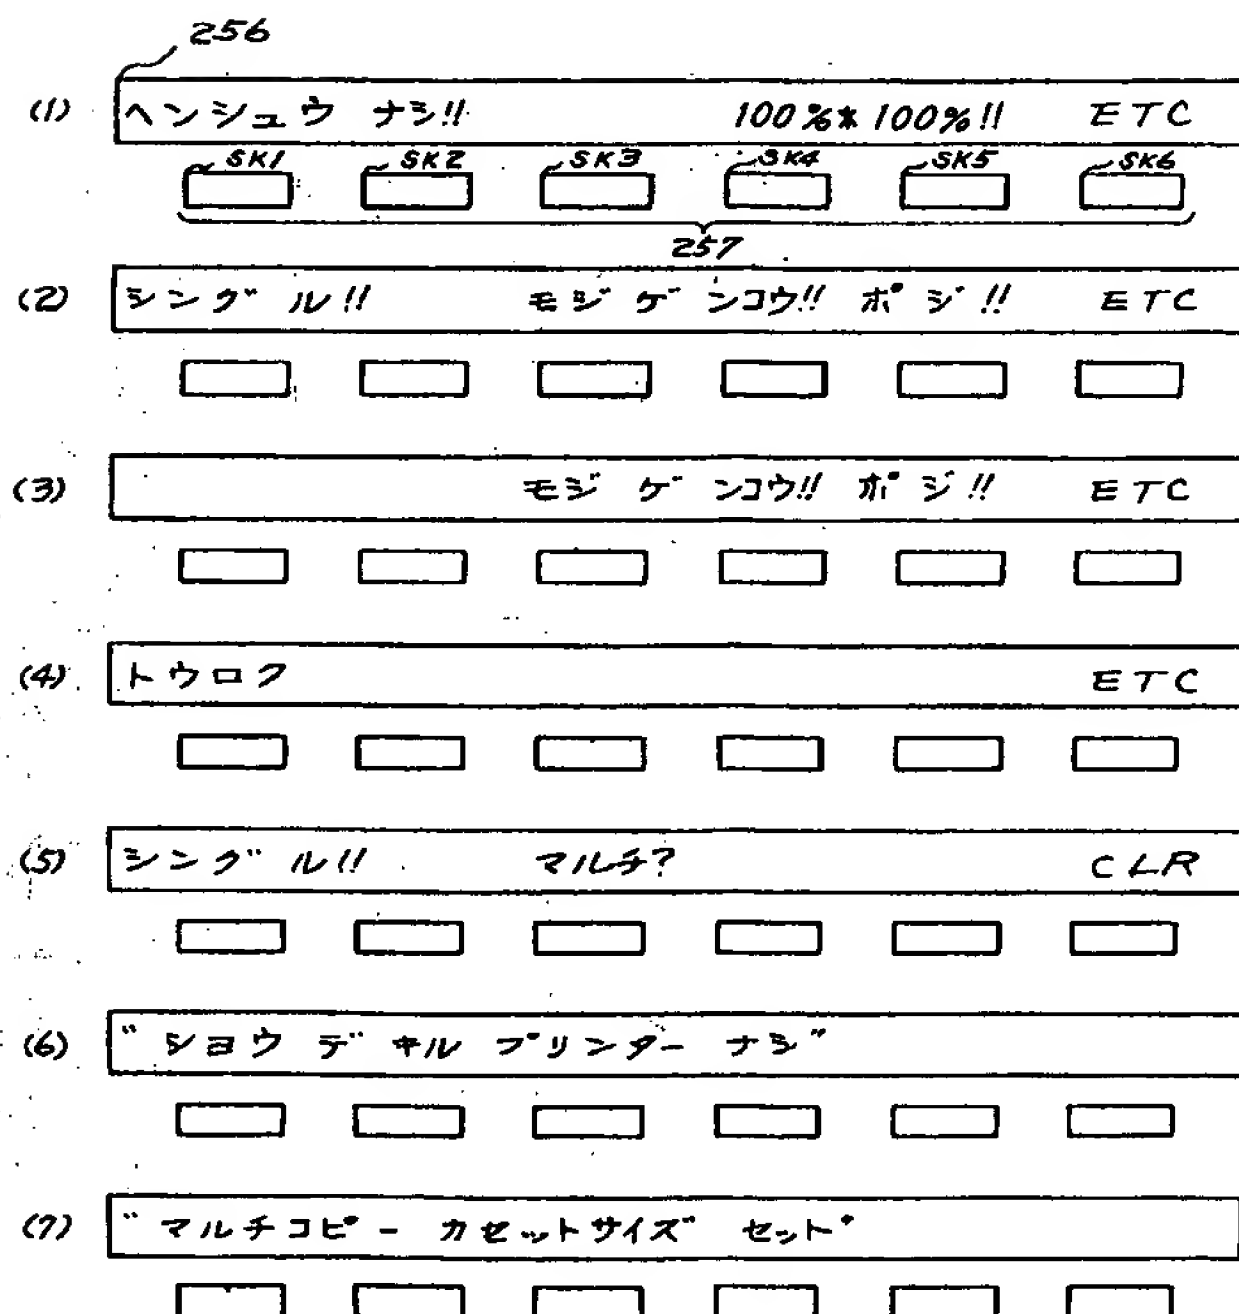 256
(1) ヘンシュウ ナシ!! 100%*100%!! ETC
SK1 SK2 SK3 SK4 SK5 SK6
257
(2) シングル!! モジゲンコウ!! ポジ!! ETC
(3) モジゲンコウ!! ポジ!! ETC
(4) トウロク ETC
(5) シングル!! マルチ? CLR
(6) "ショウデキル プリンター ナシ"
(7) "マルチコピー カセットサイズ セット"